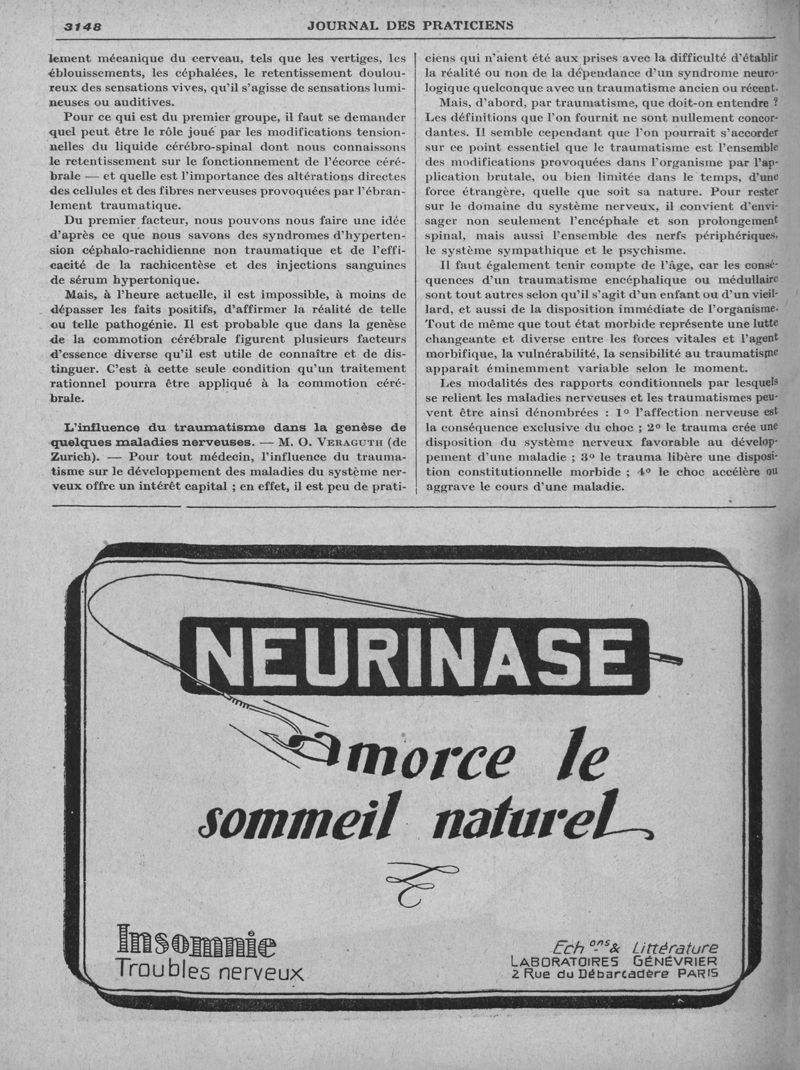 3148
JOURNAL DES PRATICIENS
lement mécanique du cerveau, tels que les vertiges, les
éblouissements, les céphalées, le retentissement doulou-
reux des sensations vives, qu'il s'agisse de sensations lumi-
neuses ou auditives.
Pour ce qui est du premier groupe, il faut se demander
quel peut être le rôle joué par les modifications tension-
nelles du liquide cérébro-spinal dont nous connaissons
le retentissement sur le fonctionnement de l'écorce céré-
brale — et quelle est l'importance des altérations directes
des cellules et des fibres nerveuses provoquées par l'ébran-
lement traumatique.
Du premier facteur, nous pouvons nous faire une idée
d'après ce que nous savons des syndromes d'hyperten-
sion céphalo-rachidienne non traumatique et de l'effi-
cacité de la rachicentèse et des injections sanguines
de sérum hypertonique.
Mais, à l'heure actuelle, il est impossible, à moins de
dépasser les faits positifs, d'affirmer la réalité de telle
ou telle pathogénie. Il est probable que dans la genèse
de la commotion cérébrale figurent plusieurs facteurs
d'essence diverse qu'il est utile de connaître et de dis-
tinguer. C'est à cette seule condition qu'un traitement
rationnel pourra être appliqué à la commotion céré-
brale.
L'influence du traumatisme dans la genèse de
quelques maladies nerveuses. — M. O. VERAGUTH (de
Zurich). — Pour tout médecin, l'influence du trauma-
tisme sur le développement des maladies du système ner-
veux offre un intérêt capital ; en effet, il est peu de prati-
ciens qui n'aient été aux prises avec la difficulté d'établir
la réalité ou non de la dépendance d'un syndrome neuro-
logique quelconque avec un traumatisme ancien ou récent.
Mais, d'abord, par traumatisme, que doit-on entendre ?
Les définitions que l'on fournit ne sont nullement concor-
dantes. Il semble cependant que l'on pourrait s'accorder
sur ce point essentiel que le traumatisme est l'ensemble
des modifications provoquées dans l'organisme par l'ap-
plication brutale, ou bien limitée dans le temps, d'une
force étrangère, quelle que soit sa nature. Pour rester
sur le domaine du système nerveux, il convient d'envi-
sager non seulement l'encéphale et son prolongement
spinal, mais aussi l'ensemble des nerfs périphériques,
le système sympathique et le psychisme.
Il faut également tenir compte de l'âge, car les consé-
quences d'un traumatisme encéphalique ou médullaire
sont tout autres selon qu'il s'agit d'un enfant ou d'un vieil-
lard, et aussi de la disposition immédiate de l'organisme.
Tout de même que tout état morbide représente une lutte
changeante et diverse entre les forces vitales et l'agent
morbifique, la vulnérabilité, la sensibilité au traumatisme
apparaît éminemment variable selon le moment.
Les modalités des rapports conditionnels par lesquels
se relient les maladies nerveuses et les traumatismes peu-
vent être ainsi dénombrées : 1° l'affection nerveuse est
la conséquence exclusive du choc ; 2° le trauma crée une
disposition du système nerveux favorable au dévelop-
pement d'une maladie ; 3° le trauma libère une disposi-
tion constitutionnelle morbide ; 4° le choc accélère ou
aggrave le cours d'une maladie.
NEURINASE
amorce le
sommeil naturel
Insomnie
Troubles nerveux
Echons & Littérature
LABORATOIRES GÉNÉVRIER
2 Rue du Débarcadère PARIS